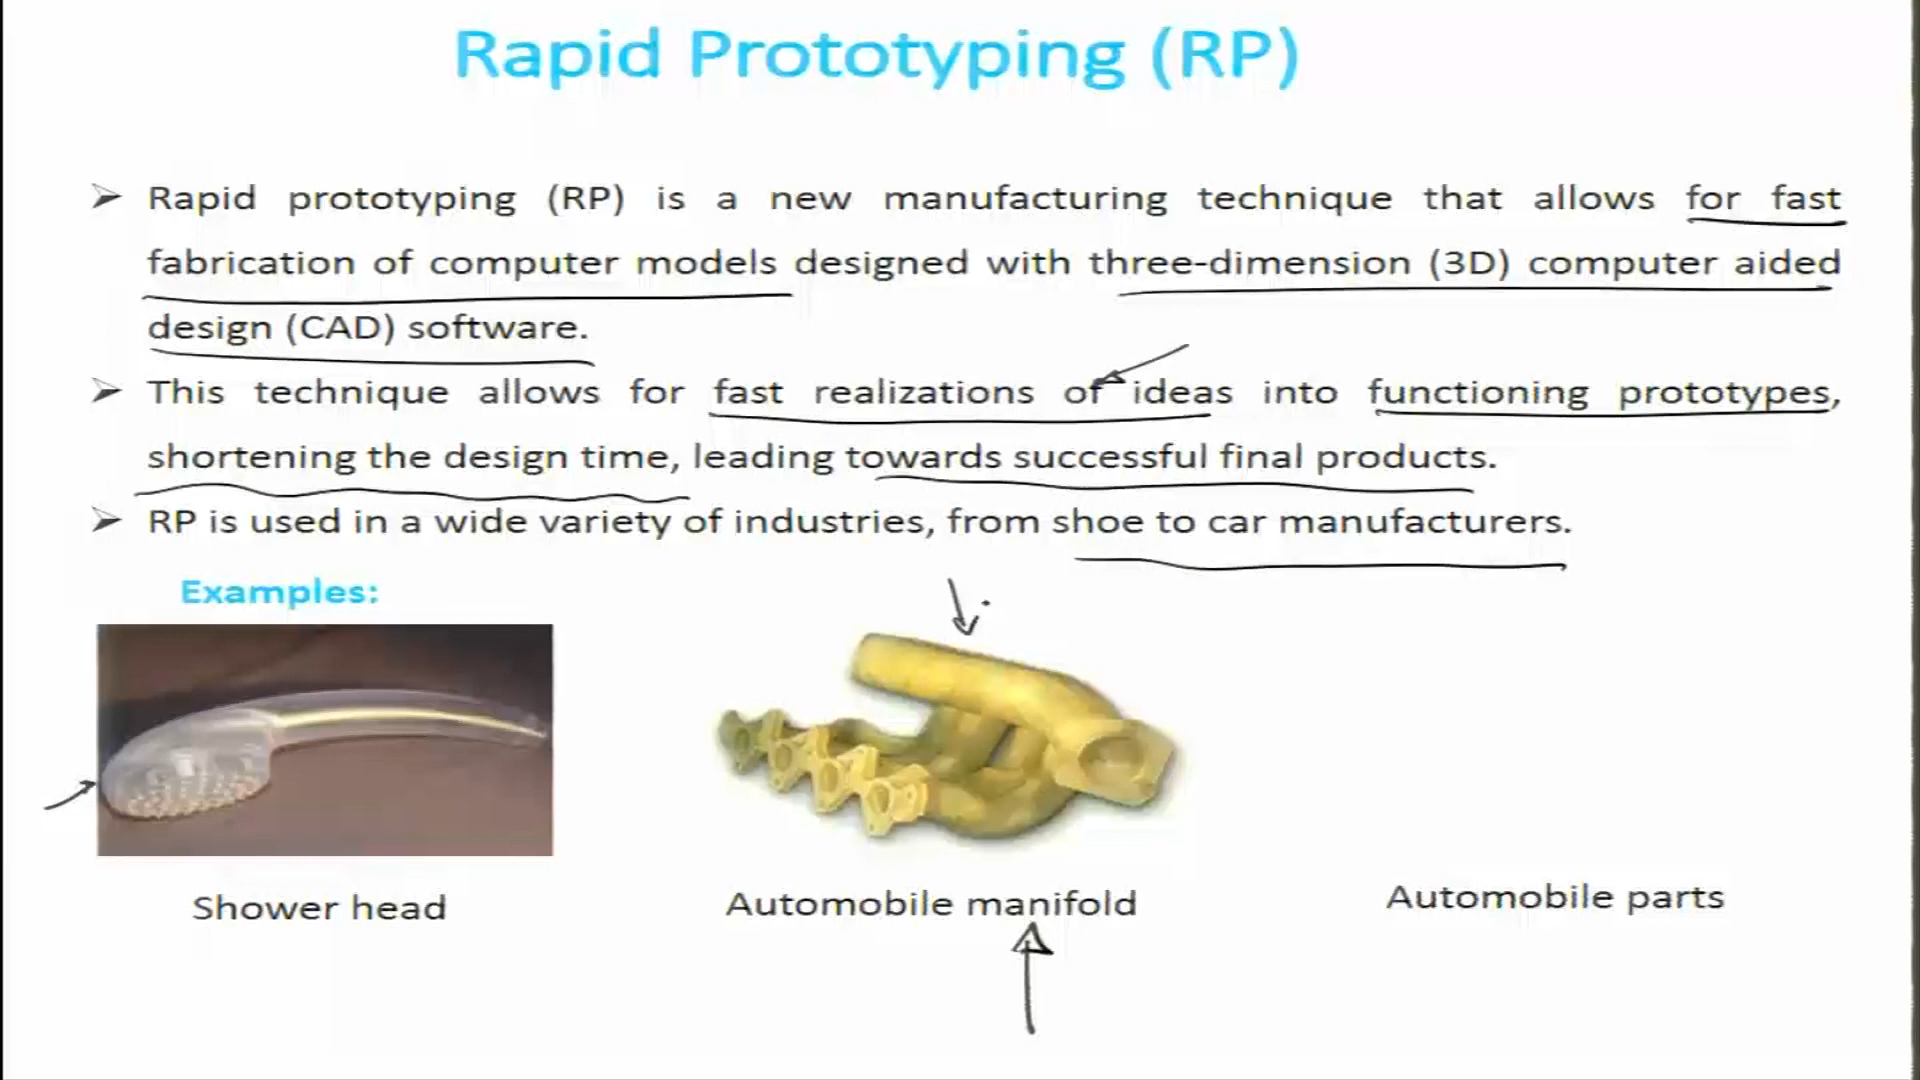 Rapid Prototyping (RP)
Rapid prototyping (RP) is a new manufacturing technique that allows for fast
fabrication of computer models designed with three-dimension (3D) computer aided
design (CAD) software.
This technique allows for fast realizations of ideas into functioning prototypes,
shortening the design time, leading towards successful final products.
RP is used in a wide variety of industries, from shoe to car manufacturers.
Examples:
Shower head
Automobile manifold
Automobile parts